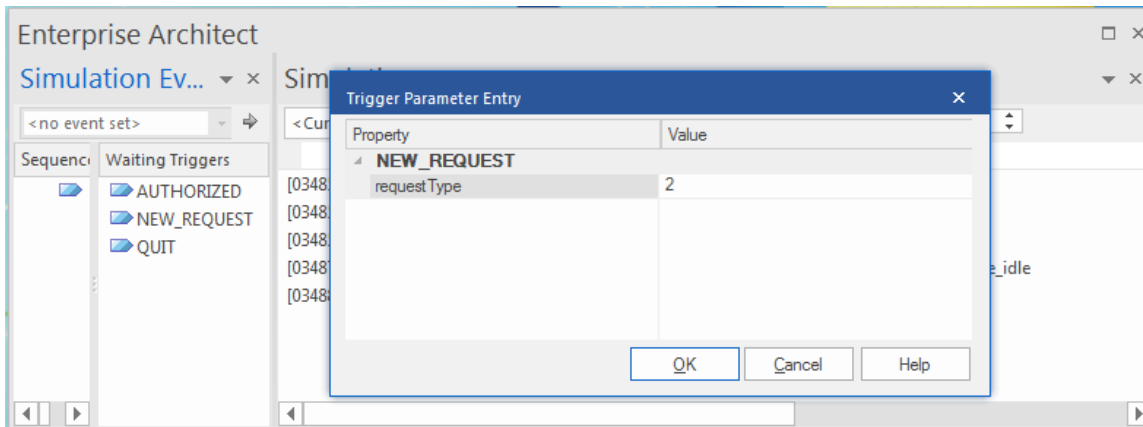 Enterprise Architect
Simulation Ev...
<no event set>
Sequence
Waiting Triggers
AUTHORIZED
NEW_REQUEST
QUIT
Sim
<Cur
[0348
[0348
[0348
[0348
[0348
e_idle
Trigger Parameter Entry
Property Value
NEW_REQUEST
requestType 2
OK Cancel Help